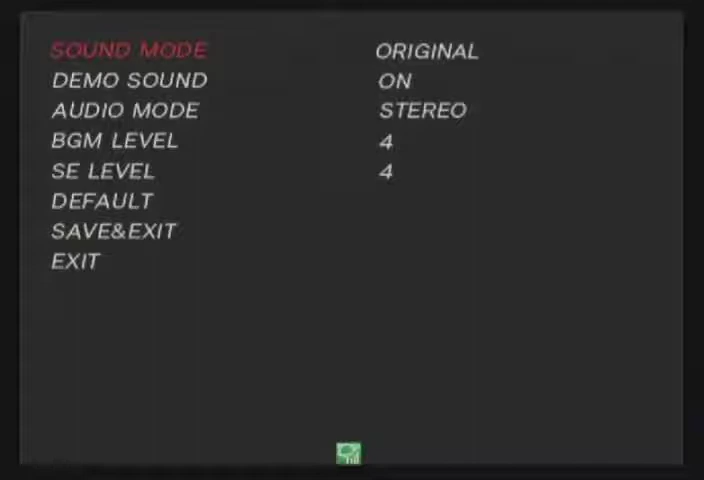 SOUND MODE ORIGINAL
DEMO SOUND ON
AUDIO MODE STEREO
BGM LEVEL 4
SE LEVEL 4
DEFAULT
SAVE&EXIT
EXIT